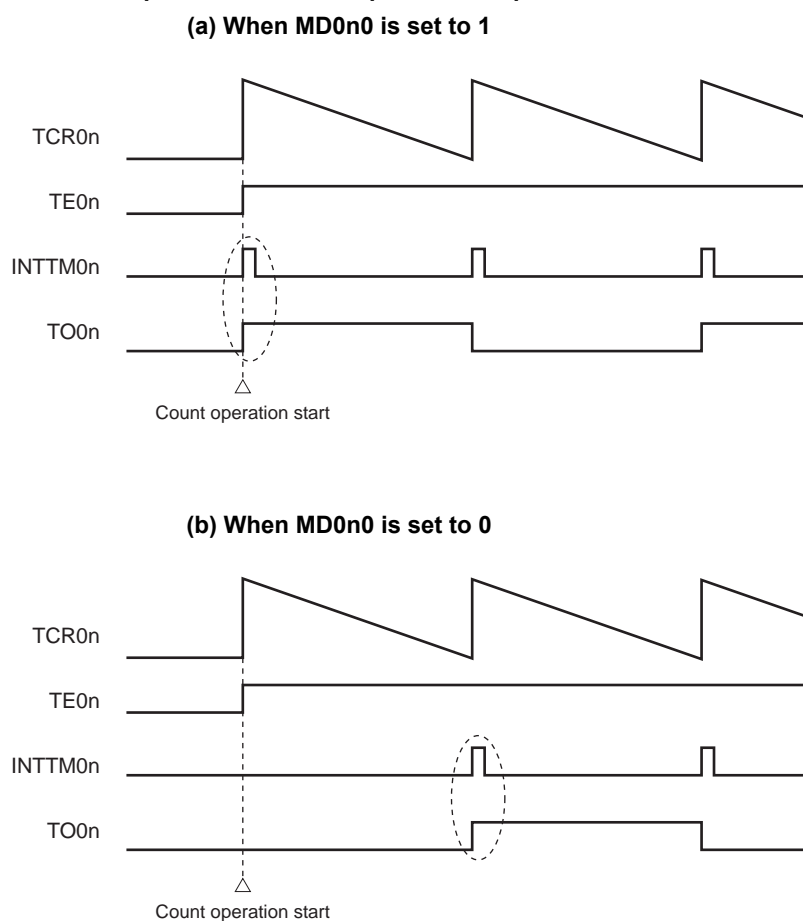 (a) When MD0n0 is set to 1
TCR0n
TE0n
INTTM0n
TO0n
Count operation start
(b) When MD0n0 is set to 0
TCR0n
TE0n
INTTM0n
TO0n
Count operation start